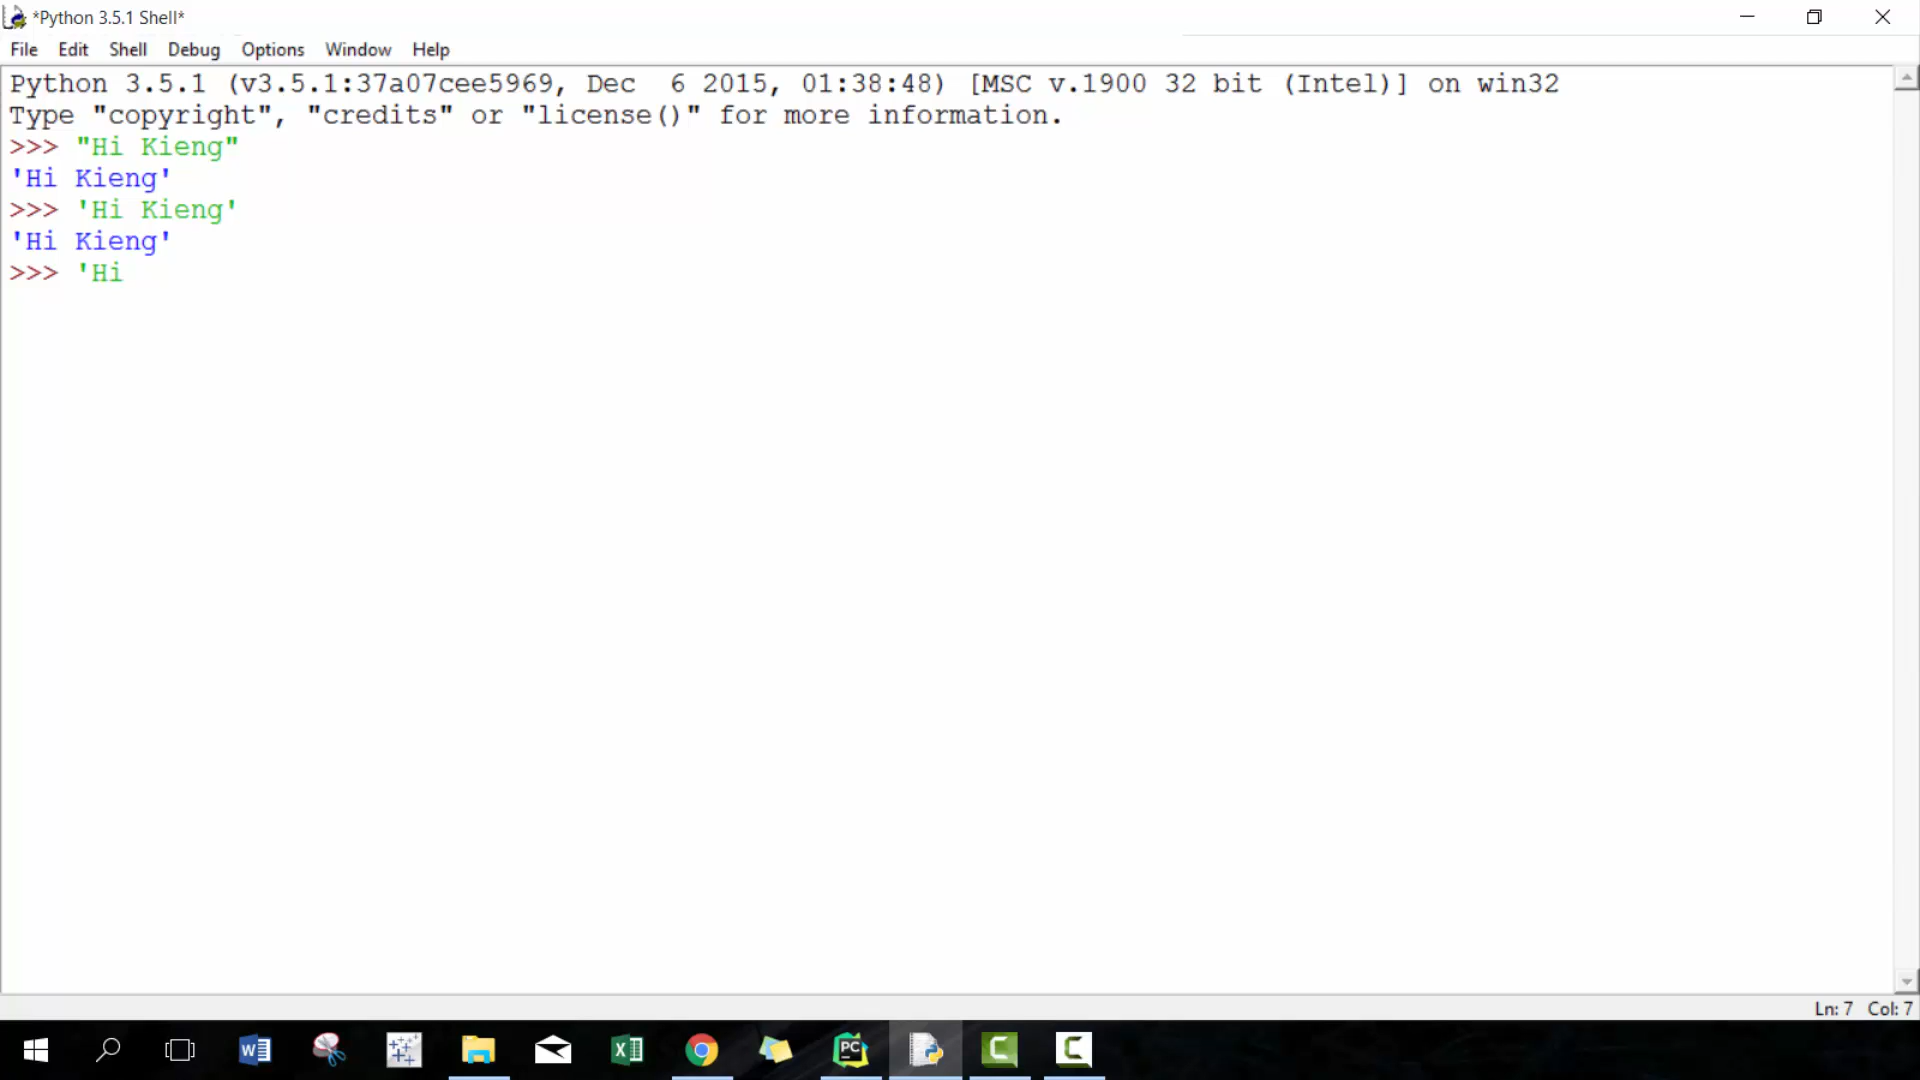 *Python 3.5.1 Shell*
File Edit Shell Debug Options Window Help
Python 3.5.1 (v3.5.1:37a07cee5969, Dec  6 2015, 01:38:48) [MSC v.1900 32 bit (Intel)] on win32
Type "copyright", "credits" or "license()" for more information.
>>> "Hi Kieng"
'Hi Kieng'
>>> 'Hi Kieng'
'Hi Kieng'
>>> 'Hi
Ln: 7 Col: 7